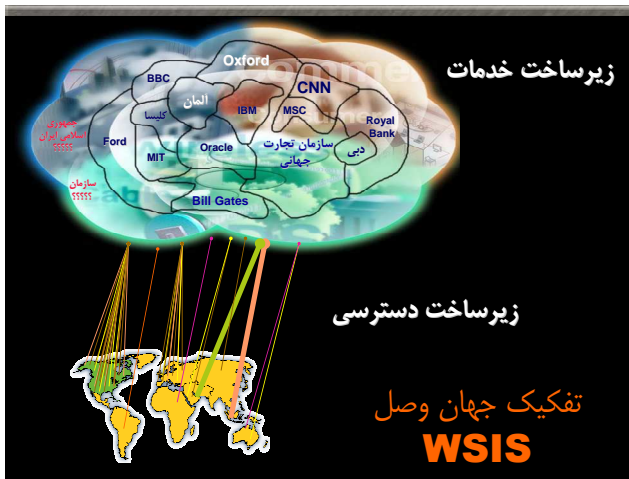 زیرساخت خدمات
Oxford
BBC
CNN
آلمان
IBM
MSC
کلیسا
Royal
Bank
جمهوری
اسلامی ایران
؟؟؟؟؟
Ford
MIT
Oracle
سازمان تجارت
جهانی
دبی
سازمان
؟؟؟؟؟
Bill Gates
زیرساخت دسترسی
تفکیک جهان وصل
WSIS